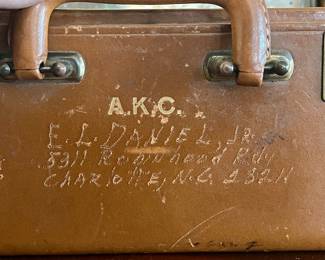 A.K.C.
E. L. DANIEL, JR.
5311 ROBINHOOD RD
CHARLOTTE, N.C. 28211